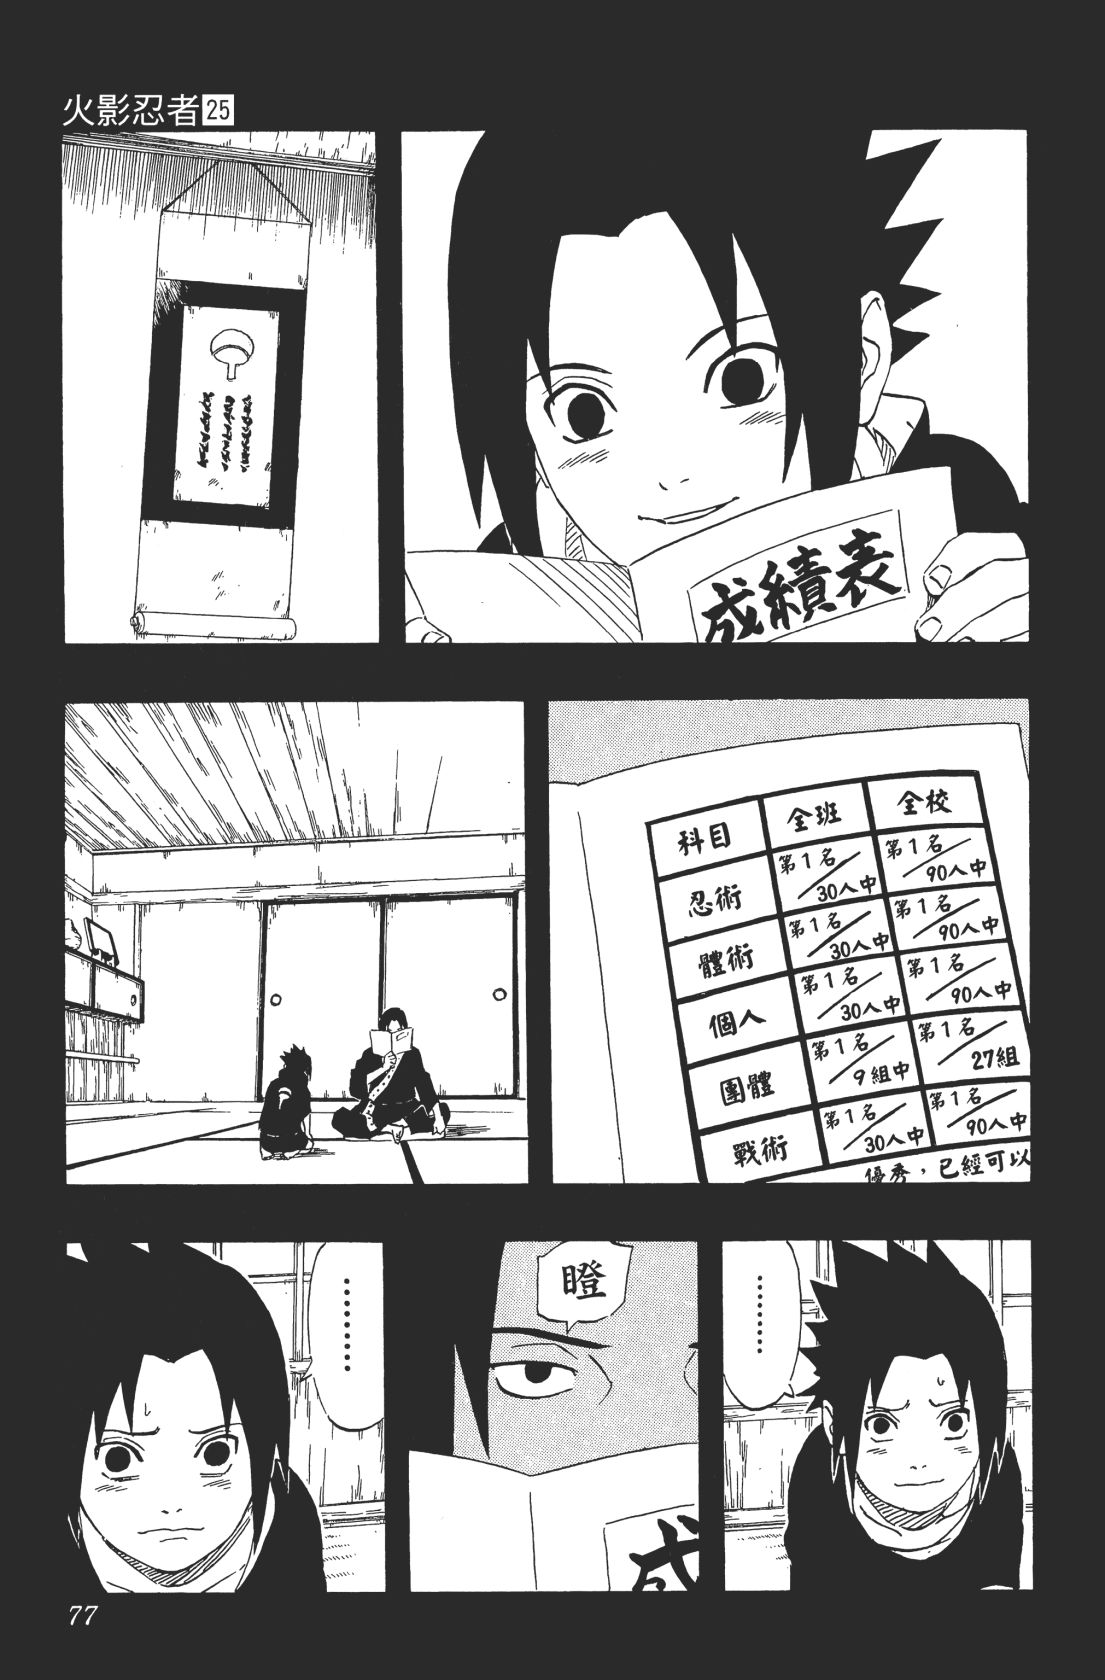 火影忍者25
成績表
科目 全班 全校
忍術 第1名/30人中 第1名/90人中
體術 第1名/30人中 第1名/90人中
個人 第1名/30人中 第1名/90人中
團體 第1名/9組中 第1名/27組
戰術 第1名/30人中 第1名/90人中
優秀，已經可以
………
瞪
成
………
77